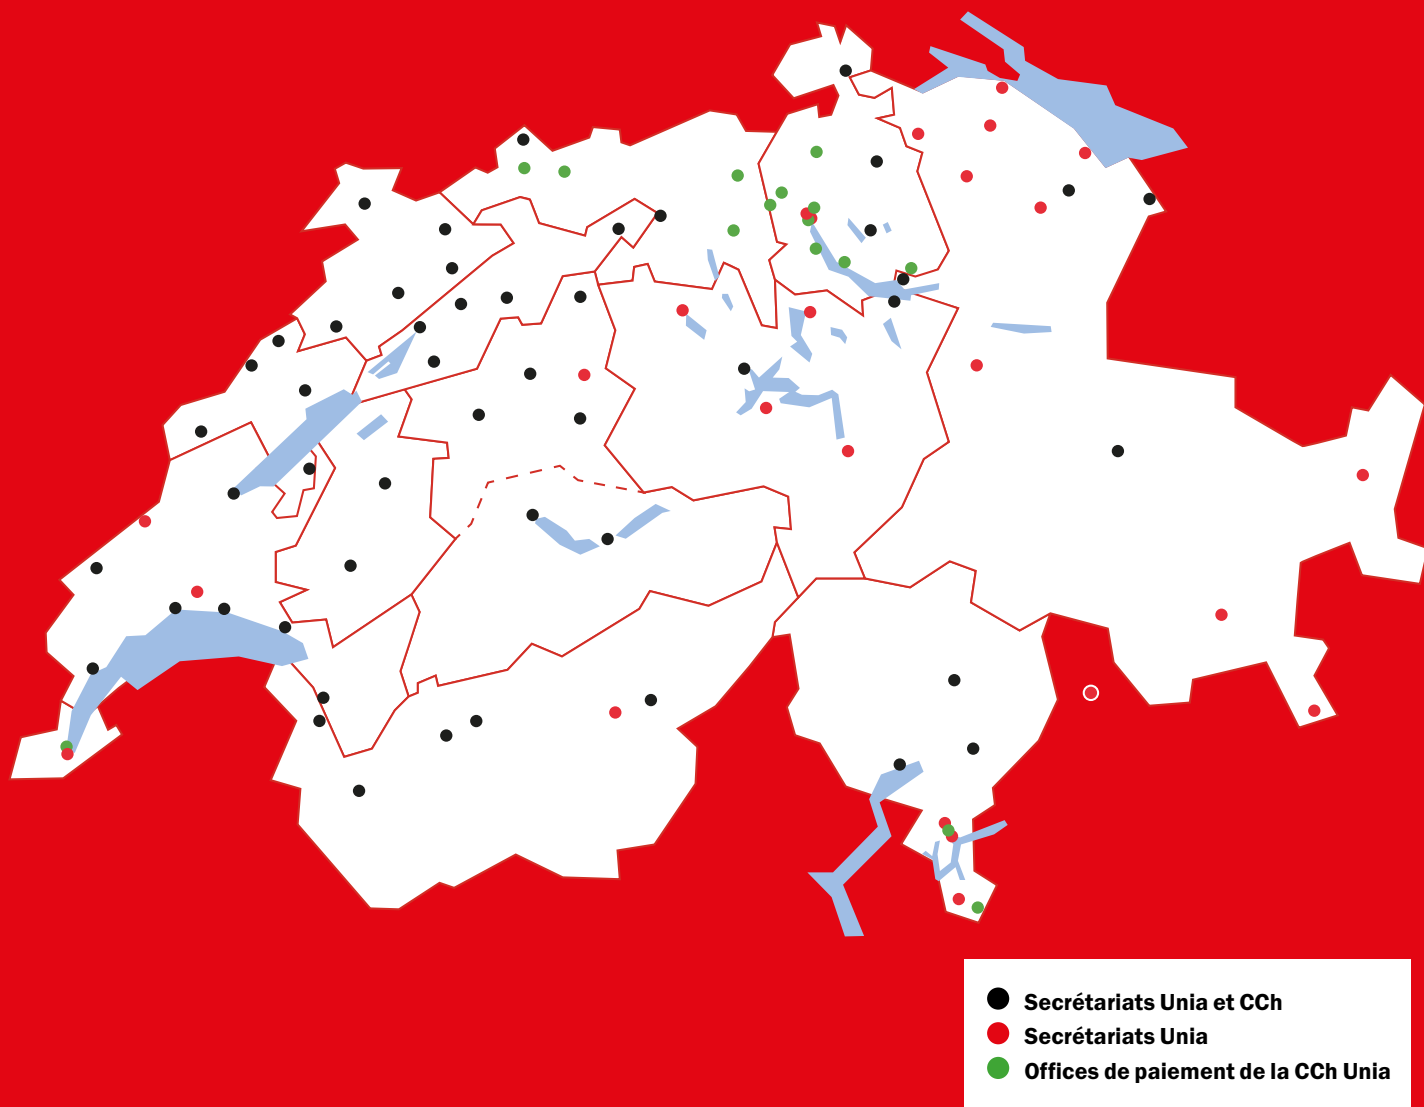 Secrétariats Unia et CCh
Secrétariats Unia
Offices de paiement de la CCh Unia